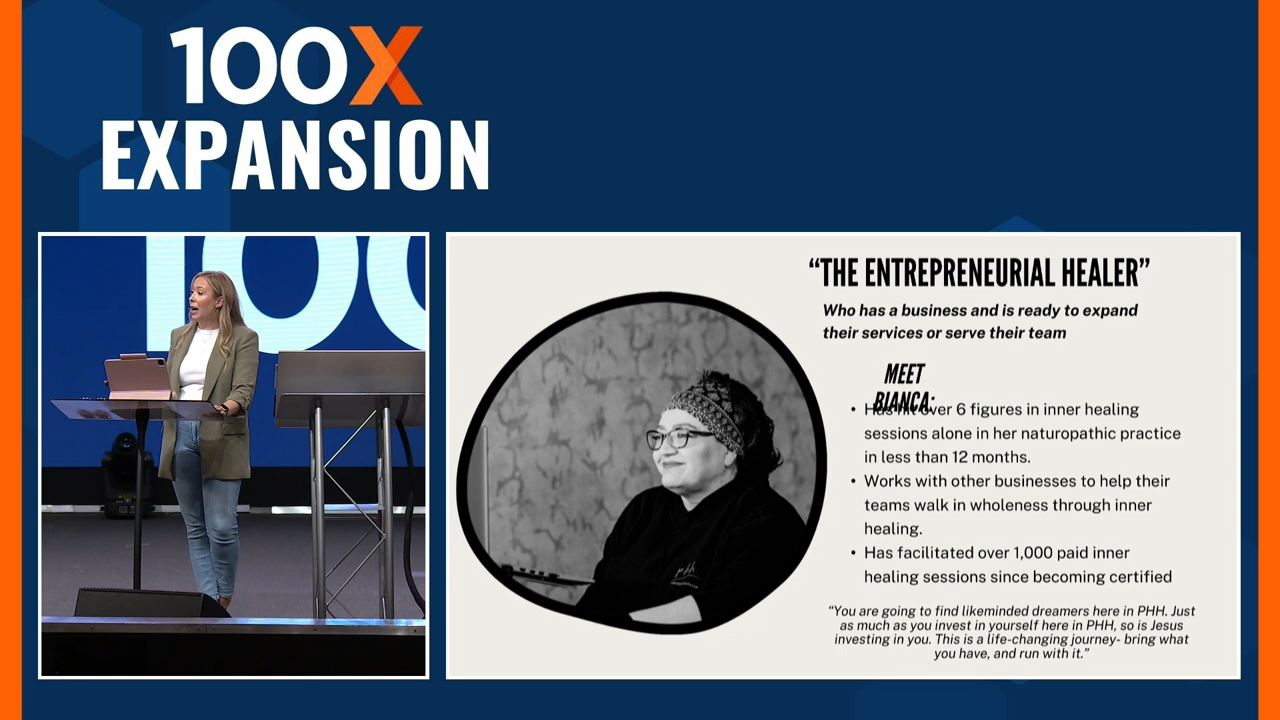 100X
EXPANSION
100
“THE ENTREPRENEURIAL HEALER”
Who has a business and is ready to expand
their services or serve their team
MEET
BIANCA:
• Has hit over 6 figures in inner healing
sessions alone in her naturopathic practice
in less than 12 months.
• Works with other businesses to help their
teams walk in wholeness through inner
healing.
• Has facilitated over 1,000 paid inner
healing sessions since becoming certified
“You are going to find likeminded dreamers here in PHH. Just
as much as you invest in yourself here in PHH, so is Jesus
investing in you. This is a life-changing journey- bring what
you have, and run with it.”
phh